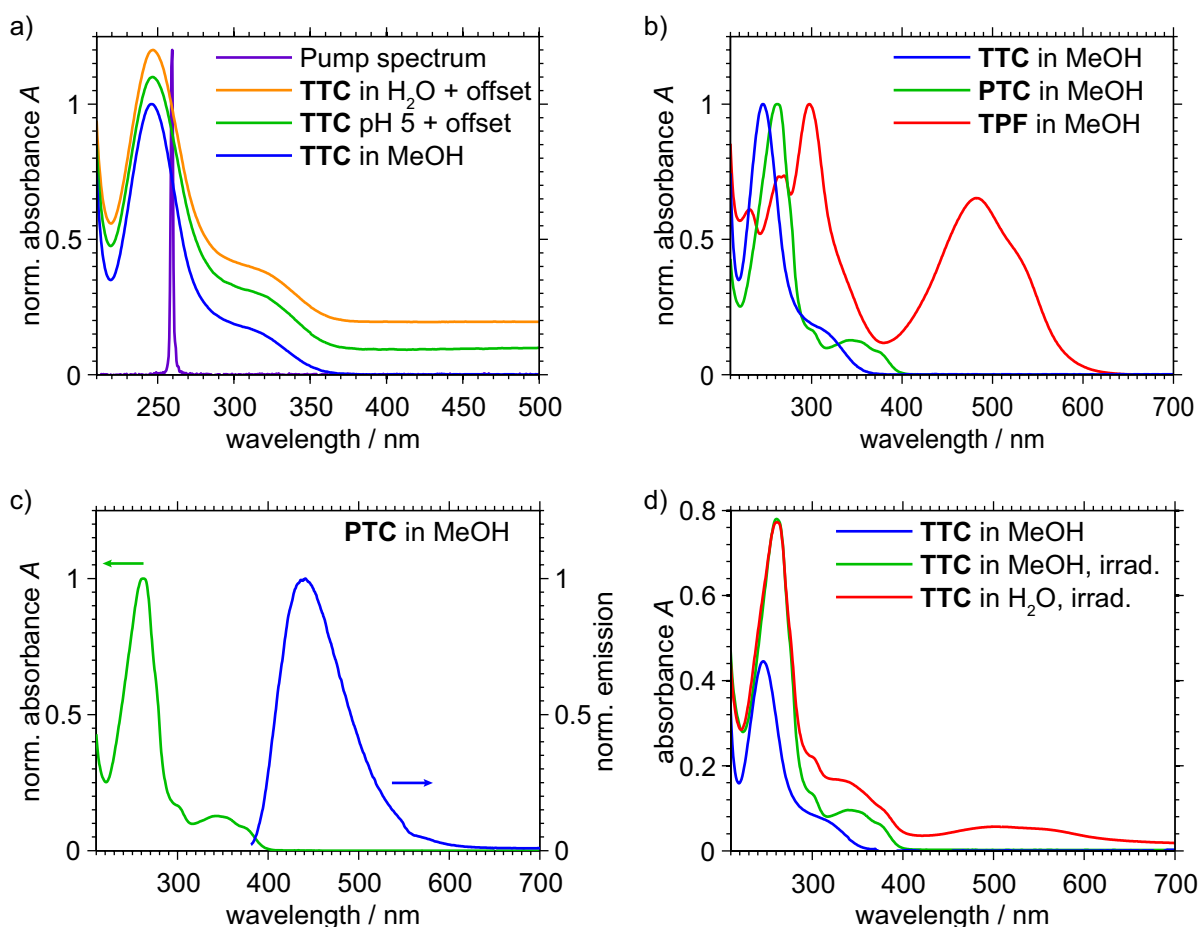 a)
Pump spectrum
TTC in H2O + offset
TTC pH 5 + offset
TTC in MeOH
norm. absorbance A
1
0.5
0
250 300 350 400 450 500
wavelength / nm
b)
TTC in MeOH
PTC in MeOH
TPF in MeOH
norm. absorbance A
1
0.5
0
300 400 500 600 700
wavelength / nm
c)
PTC in MeOH
norm. absorbance A
1
0.5
0
norm. emission
1
0.5
0
300 400 500 600 700
wavelength / nm
d)
TTC in MeOH
TTC in MeOH, irrad.
TTC in H2O, irrad.
absorbance A
0.8
0.6
0.4
0.2
0
300 400 500 600 700
wavelength / nm